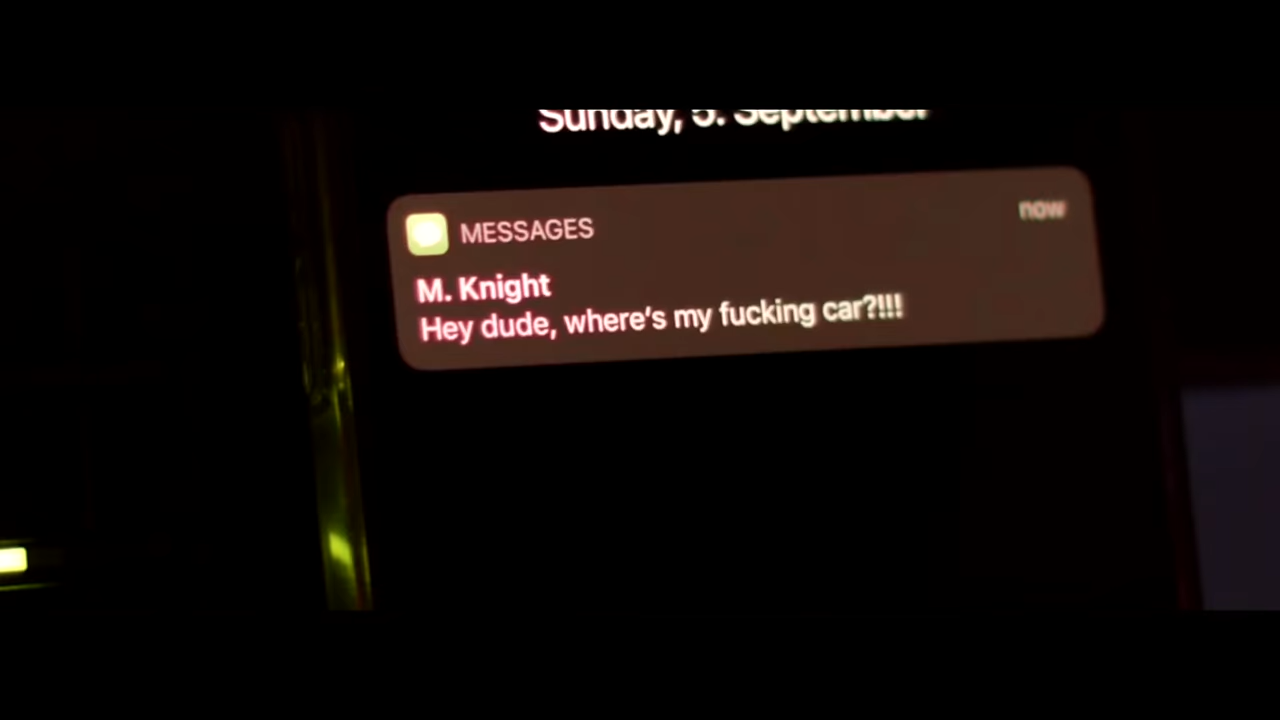 Sunday, 5. September
MESSAGES
now
M. Knight
Hey dude, where's my fucking car?!!!